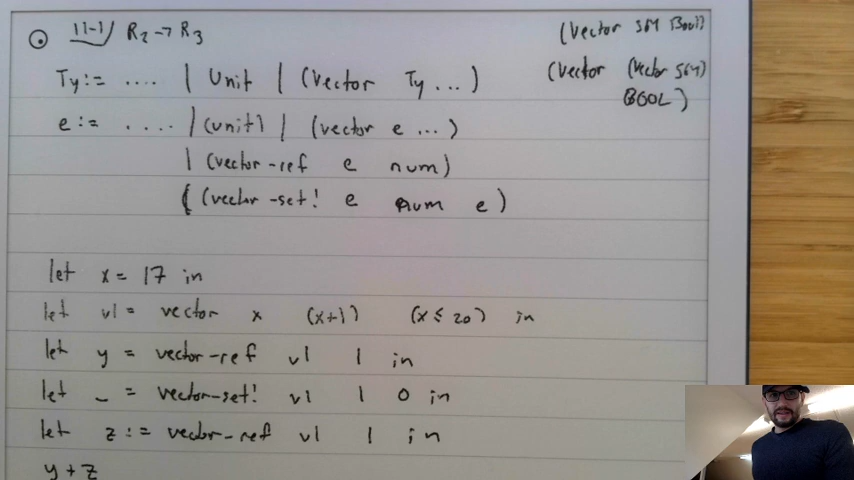 11-1/ R2 → R3
(Vector S64 Bool)
Ty := .... | Unit | (Vector Ty ...)
(Vector (Vector S64)
BOOL)
e := .... | (unit) | (vector e ...)
| (vector-ref e num)
| (vector-set! e num e)
let x = 17 in
let v1 = vector x (x+1) (x ≤ 20) in
let y = vector-ref v1 1 in
let _ = vector-set! v1 1 0 in
let z := vector-ref v1 1 in
y + z